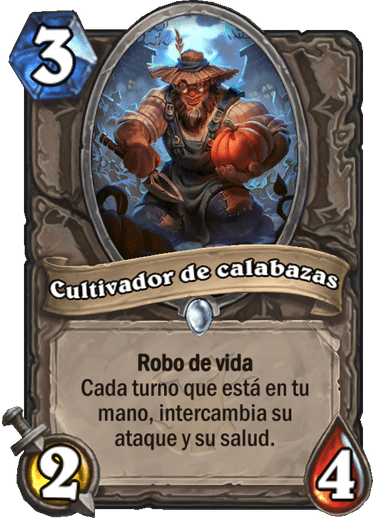 3
Cultivador de calabazas
Robo de vida
Cada turno que está en tu
mano, intercambia su
ataque y su salud.
2
4